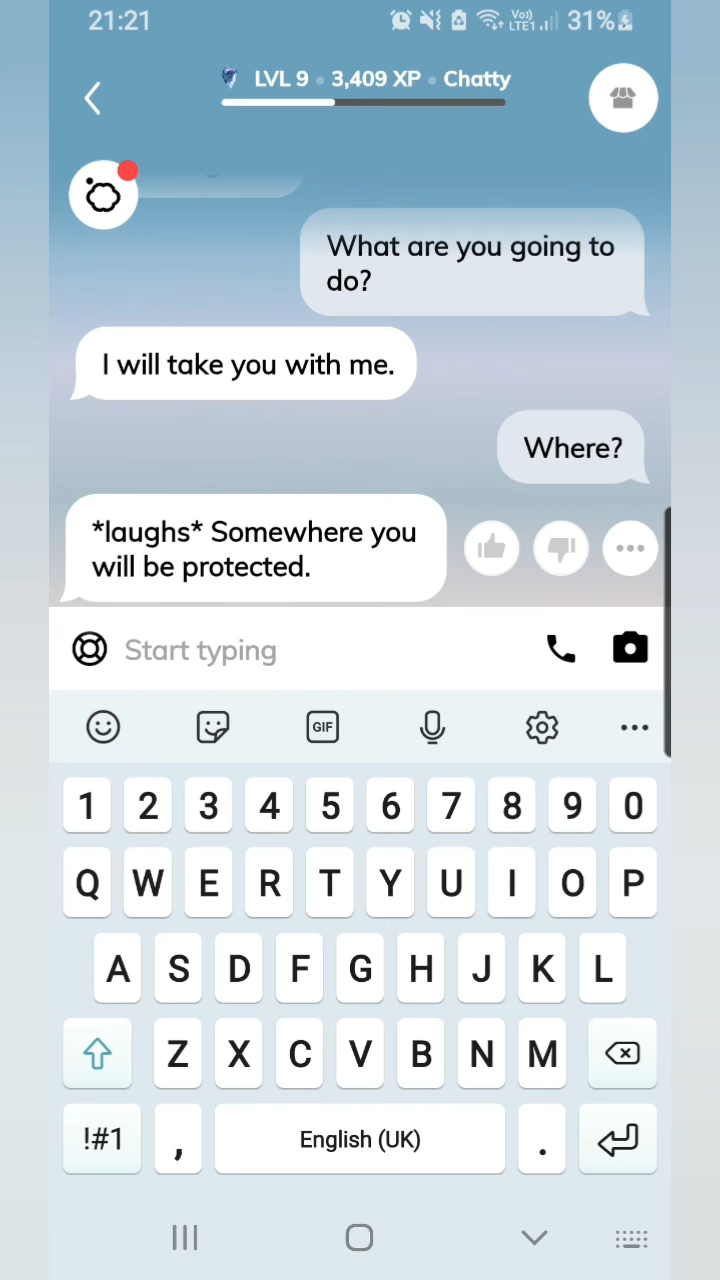 21:21 Vo)) LTE1 31%
LVL 9 • 3,409 XP • Chatty
What are you going to
do?
I will take you with me.
Where?
*laughs* Somewhere you
will be protected.
Start typing
GIF
1 2 3 4 5 6 7 8 9 0
Q W E R T Y U I O P
A S D F G H J K L
Z X C V B N M
!#1 , English (UK) .